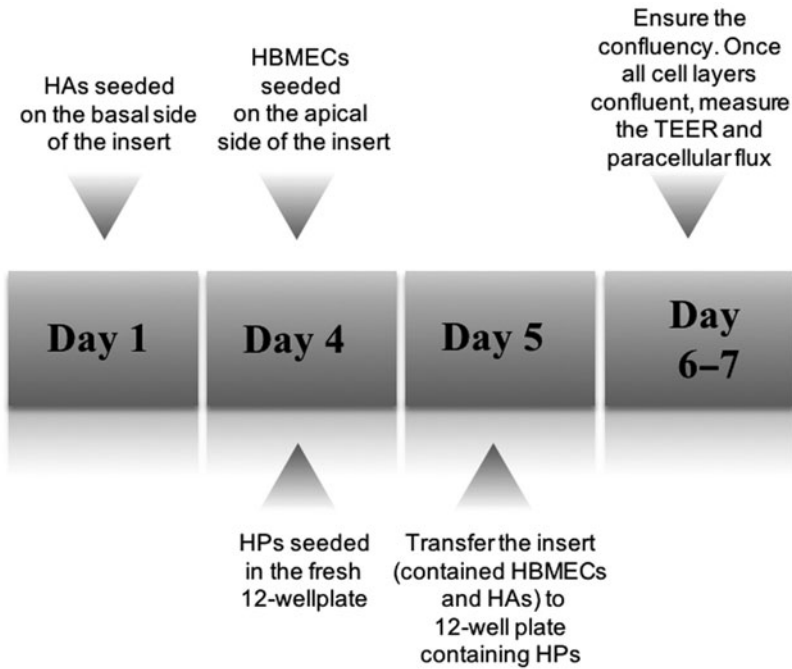 HAs seeded
on the basal side
of the insert
HBMECs
seeded
on the apical
side of the insert
Ensure the
confluency. Once
all cell layers
confluent, measure
the TEER and
paracellular flux
Day 1
Day 4
Day 5
Day
6–7
HPs seeded
in the fresh
12-wellplate
Transfer the insert
(contained HBMECs
and HAs) to
12-well plate
containing HPs